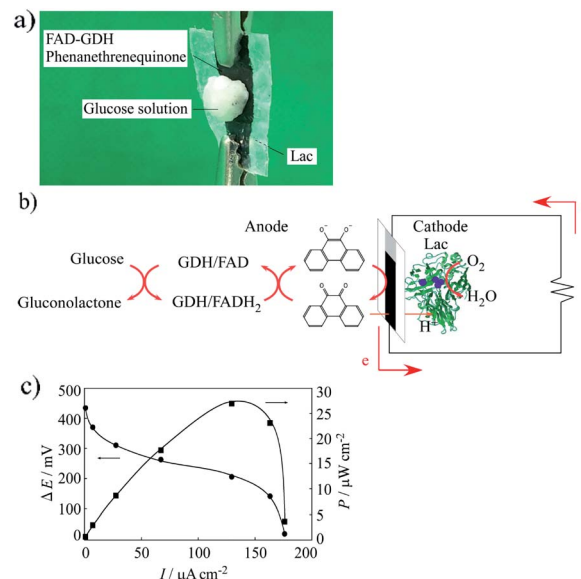 a)
FAD-GDH
Phenanethrenequinone
Glucose solution
Lac
b)
Anode
Cathode
Lac
Glucose
GDH/FAD
O₂
Gluconolactone
GDH/FADH₂
H₂O
H⁺
e
O⁻ O⁻
O O
c)
500
400
300
200
100
0
Δ E / mV
30
25
20
15
10
5
0
P / μW cm⁻²
0 50 100 150 200
I / μA cm⁻²